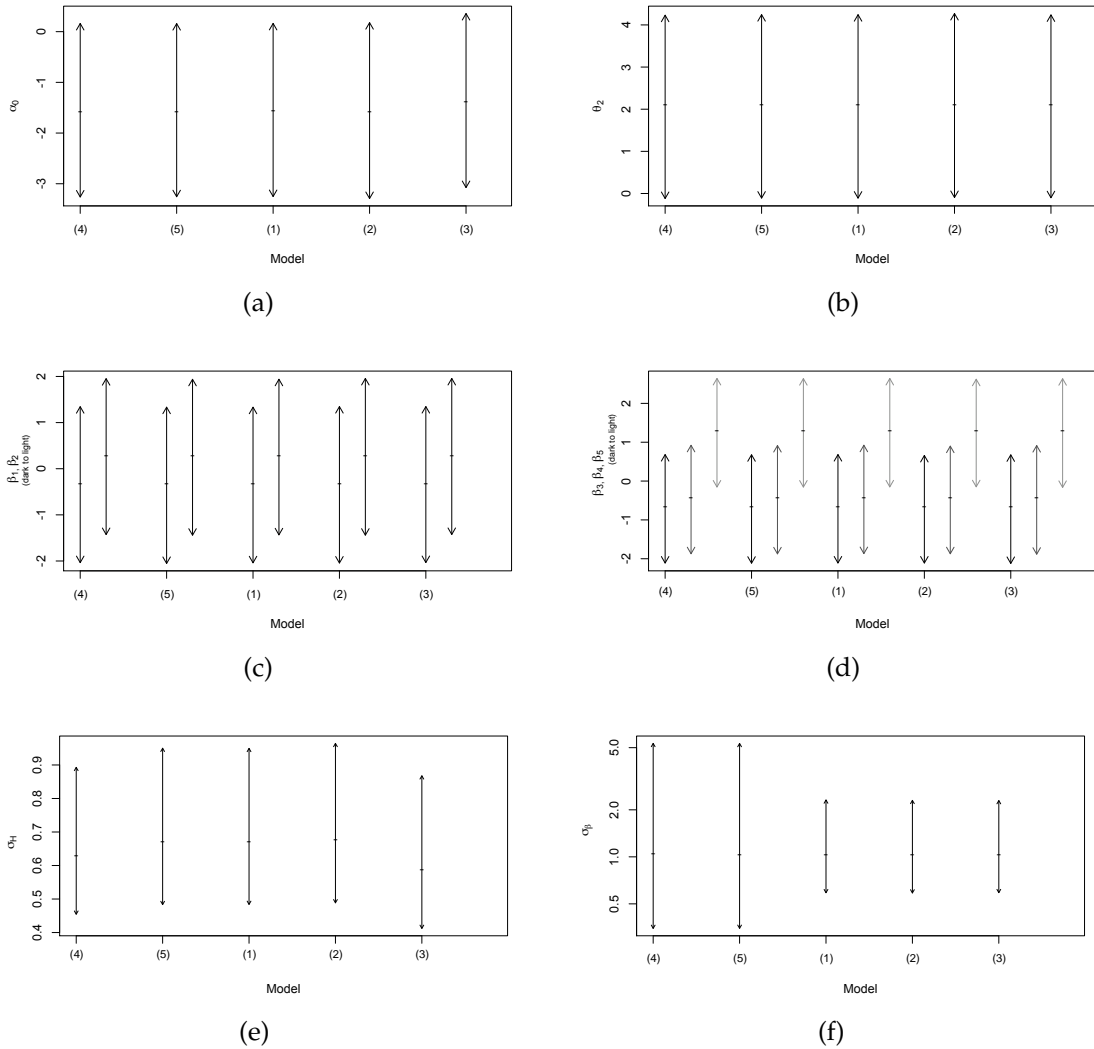 α0
0
-1
-2
-3
(4) (5) (1) (2) (3)
Model
(a)
θ2
4
3
2
1
0
(4) (5) (1) (2) (3)
Model
(b)
β1, β2
(dark to light)
2
1
0
-1
-2
(4) (5) (1) (2) (3)
Model
(c)
β3, β4, β5
(dark to light)
2
1
0
-1
-2
(4) (5) (1) (2) (3)
Model
(d)
σH
0.9
0.8
0.7
0.6
0.5
0.4
(4) (5) (1) (2) (3)
Model
(e)
σβ
5.0
2.0
1.0
0.5
(4) (5) (1) (2) (3)
Model
(f)